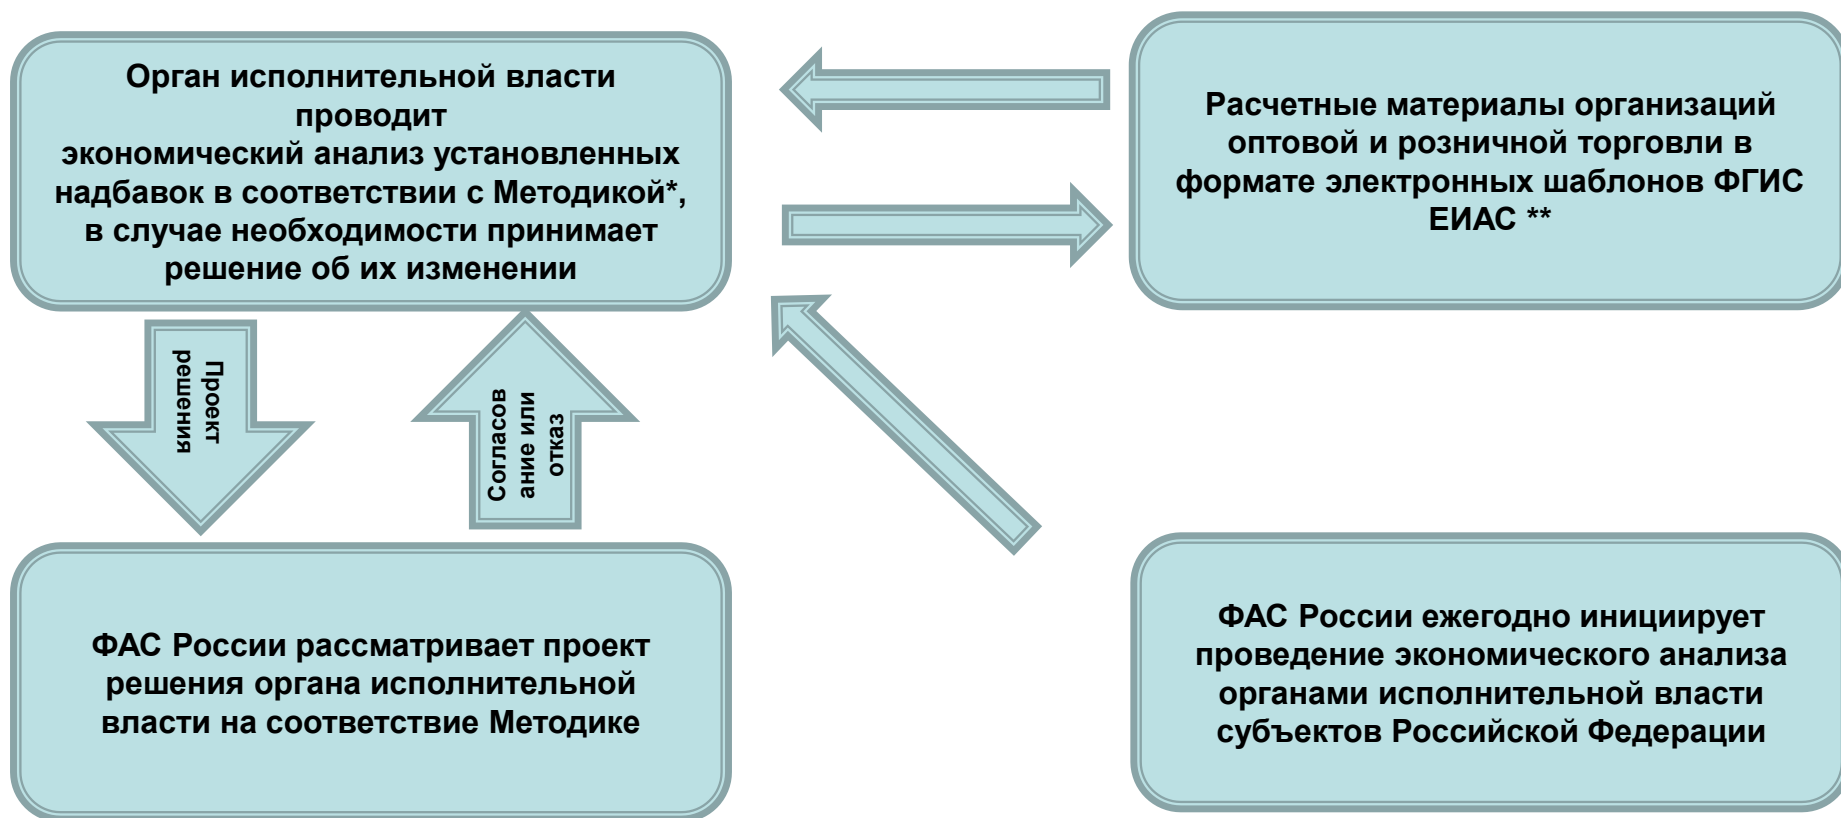 Орган исполнительной власти
проводит
экономический анализ установленных
надбавок в соответствии с Методикой*,
в случае необходимости принимает
решение об их изменении
Расчетные материалы организаций
оптовой и розничной торговли в
формате электронных шаблонов ФГИС
ЕИАС **
Проект
решения
Согласов
ание или
отказ
ФАС России рассматривает проект
решения органа исполнительной
власти на соответствие Методике
ФАС России ежегодно инициирует
проведение экономического анализа
органами исполнительной власти
субъектов Российской Федерации